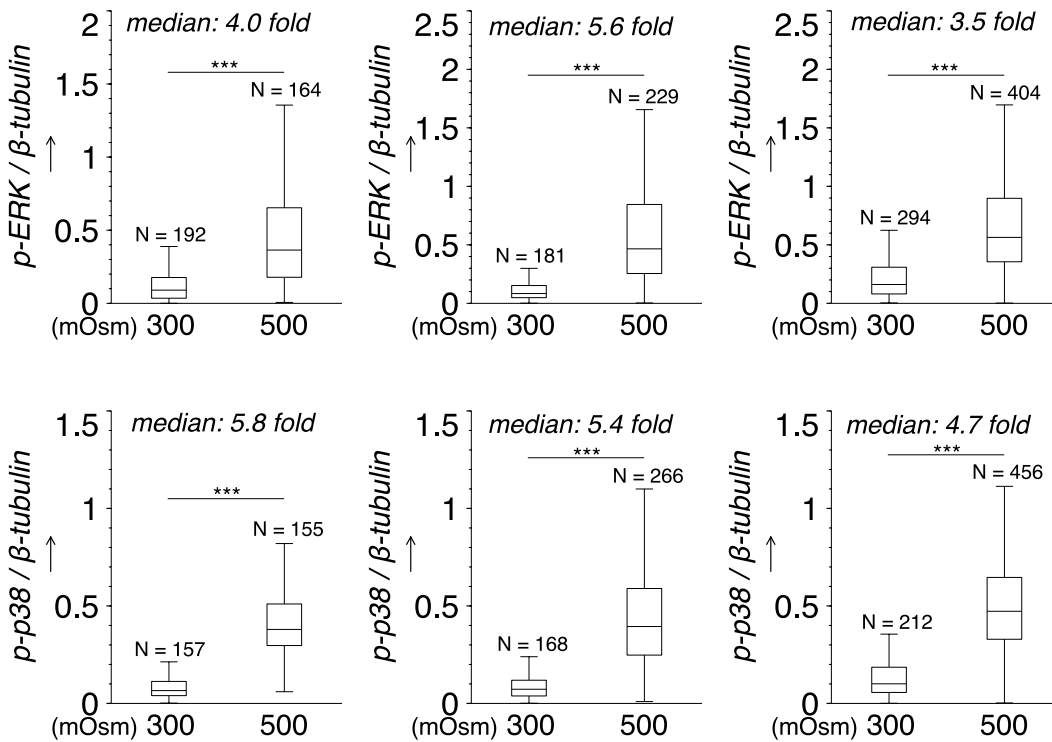 median: 4.0 fold
p-ERK / β-tubulin →
2
1.5
1
0.5
0
***
N = 192
N = 164
(mOsm) 300 500
median: 5.6 fold
p-ERK / β-tubulin →
2.5
2
1.5
1
0.5
0
***
N = 181
N = 229
(mOsm) 300 500
median: 3.5 fold
p-ERK / β-tubulin →
2.5
2
1.5
1
0.5
0
***
N = 294
N = 404
(mOsm) 300 500
median: 5.8 fold
p-p38 / β-tubulin →
1.5
1
0.5
0
***
N = 157
N = 155
(mOsm) 300 500
median: 5.4 fold
p-p38 / β-tubulin →
1.5
1
0.5
0
***
N = 168
N = 266
(mOsm) 300 500
median: 4.7 fold
p-p38 / β-tubulin →
1.5
1
0.5
0
***
N = 212
N = 456
(mOsm) 300 500